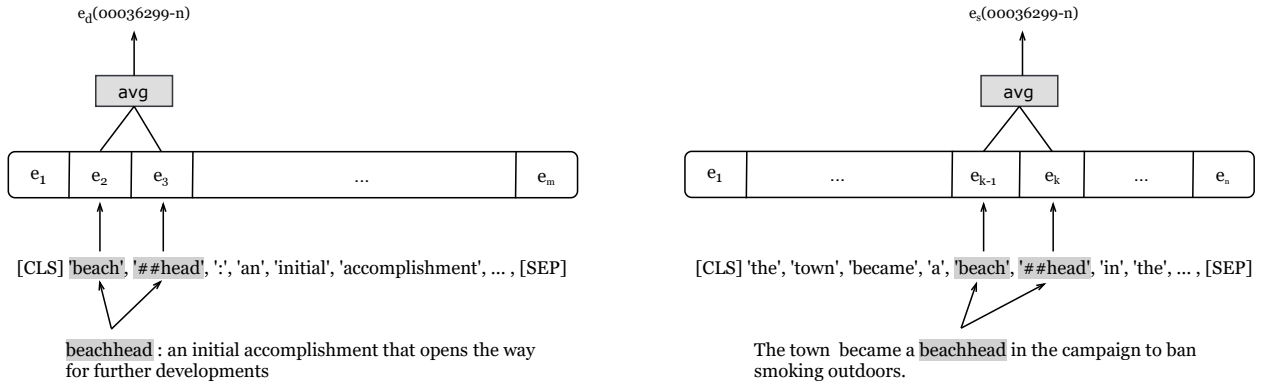 e_d(00036299-n)
avg
e_1 e_2 e_3 ... e_m
[CLS] 'beach', '##head', ':', 'an', 'initial', 'accomplishment', ... , [SEP]
beachhead : an initial accomplishment that opens the way
for further developments
e_s(00036299-n)
avg
e_1 ... e_k-1 e_k ... e_n
[CLS] 'the', 'town', 'became', 'a', 'beach', '##head', 'in', 'the', ... , [SEP]
The town became a beachhead in the campaign to ban
smoking outdoors.